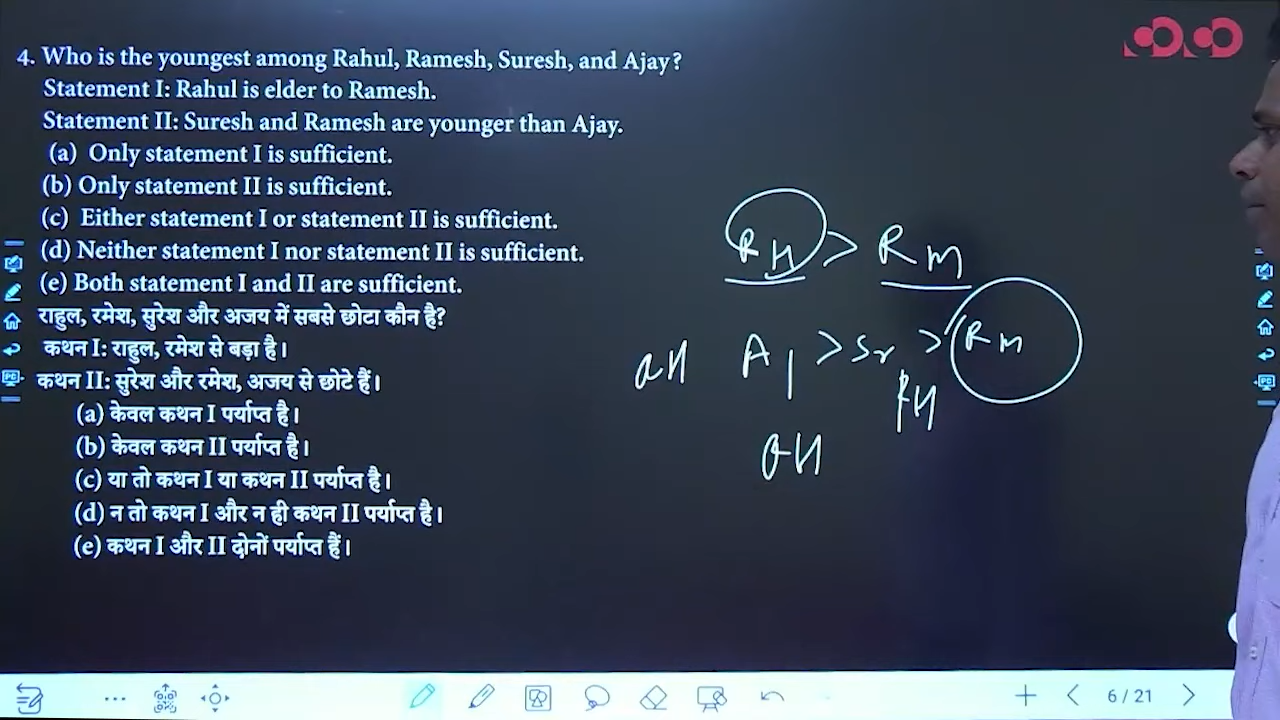 4. Who is the youngest among Rahul, Ramesh, Suresh, and Ajay?
Statement I: Rahul is elder to Ramesh.
Statement II: Suresh and Ramesh are younger than Ajay.
(a) Only statement I is sufficient.
(b) Only statement II is sufficient.
(c) Either statement I or statement II is sufficient.
(d) Neither statement I nor statement II is sufficient.
(e) Both statement I and II are sufficient.
राहुल, रमेश, सुरेश और अजय में सबसे छोटा कौन है?
कथन I: राहुल, रमेश से बड़ा है।
कथन II: सुरेश और रमेश, अजय से छोटे हैं।
(a) केवल कथन I पर्याप्त है।
(b) केवल कथन II पर्याप्त है।
(c) या तो कथन I या कथन II पर्याप्त है।
(d) न तो कथन I और न ही कथन II पर्याप्त है।
(e) कथन I और II दोनों पर्याप्त हैं।
RH > RM
A > Sr > RM
RH
6 / 21